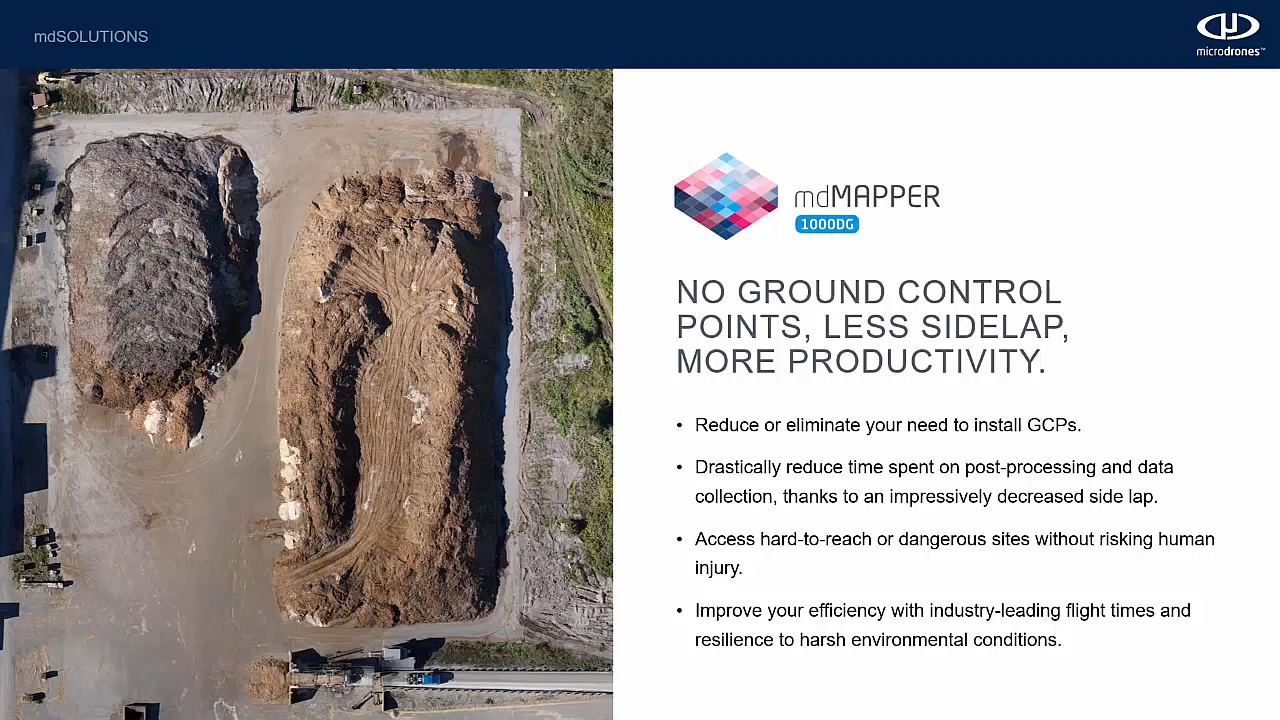 mdSOLUTIONS
microdrones™
mdMAPPER
1000DG
NO GROUND CONTROL
POINTS, LESS SIDELAP,
MORE PRODUCTIVITY.
• Reduce or eliminate your need to install GCPs.
• Drastically reduce time spent on post-processing and data
collection, thanks to an impressively decreased side lap.
• Access hard-to-reach or dangerous sites without risking human
injury.
• Improve your efficiency with industry-leading flight times and
resilience to harsh environmental conditions.